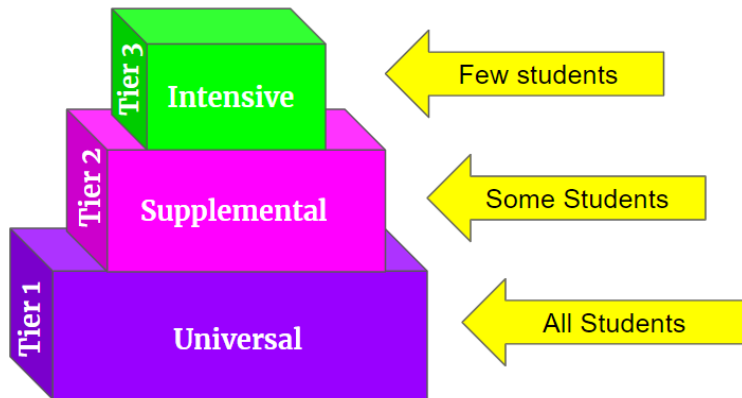 Tier 3
Intensive
Few students
Tier 2
Supplemental
Some Students
Tier 1
Universal
All Students